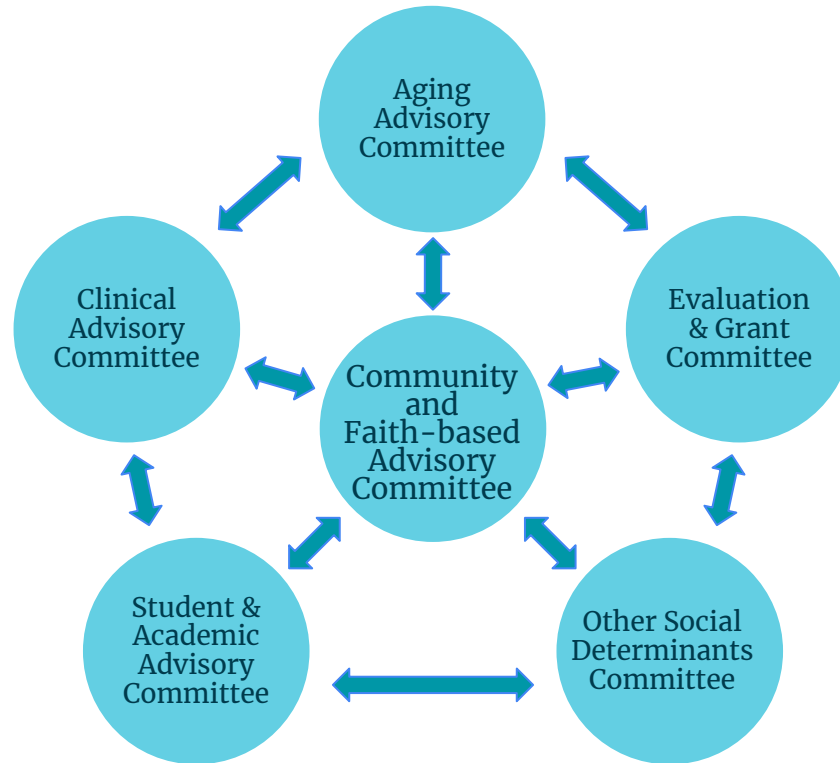 Aging
Advisory
Committee
Clinical
Advisory
Committee
Evaluation
& Grant
Committee
Community
and
Faith-based
Advisory
Committee
Student &
Academic
Advisory
Committee
Other Social
Determinants
Committee